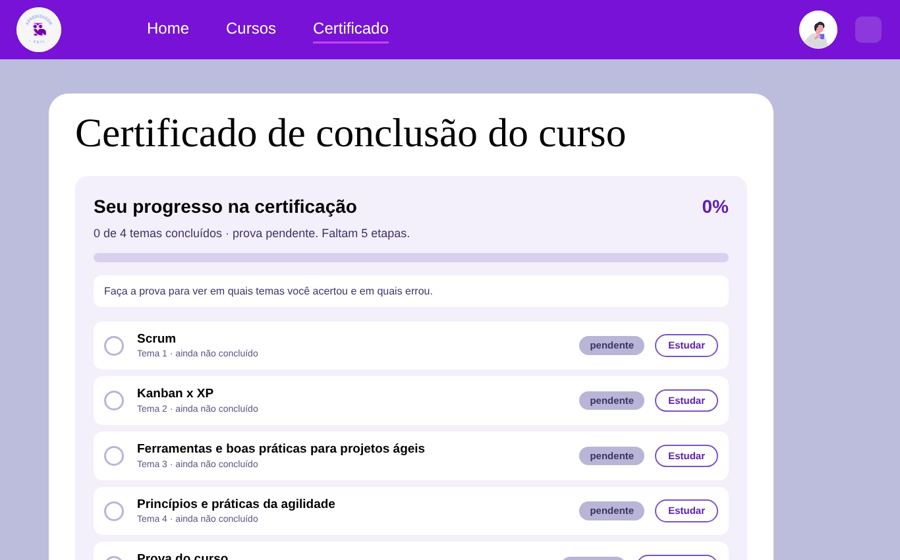 Home
Cursos
Certificado
Certificado de conclusão do curso
Seu progresso na certificação
0%
0 de 4 temas concluídos · prova pendente. Faltam 5 etapas.
Faça a prova para ver em quais temas você acertou e em quais errou.
Scrum
Tema 1 · ainda não concluído
pendente
Estudar
Kanban x XP
Tema 2 · ainda não concluído
pendente
Estudar
Ferramentas e boas práticas para projetos ágeis
Tema 3 · ainda não concluído
pendente
Estudar
Princípios e práticas da agilidade
Tema 4 · ainda não concluído
pendente
Estudar
Prova do curso